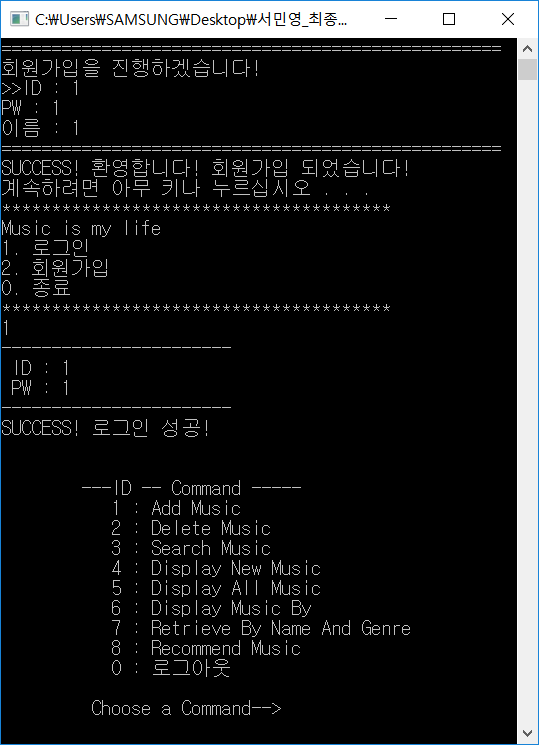 C:₩Users₩SAMSUNG₩Desktop₩서민영_최종...
==================================================
회원가입을 진행하겠습니다!
>>ID : 1
PW : 1
이름 : 1
==================================================
SUCCESS! 환영합니다! 회원가입 되었습니다!
계속하려면 아무 키나 누르십시오 . . .
***************************************
Music is my life
1. 로그인
2. 회원가입
0. 종료
***************************************
1
-----------------------
ID : 1
PW : 1
-----------------------
SUCCESS! 로그인 성공!
---ID -- Command -----
1 : Add Music
2 : Delete Music
3 : Search Music
4 : Display New Music
5 : Display All Music
6 : Display Music By
7 : Retrieve By Name And Genre
8 : Recommend Music
0 : 로그아웃
Choose a Command-->